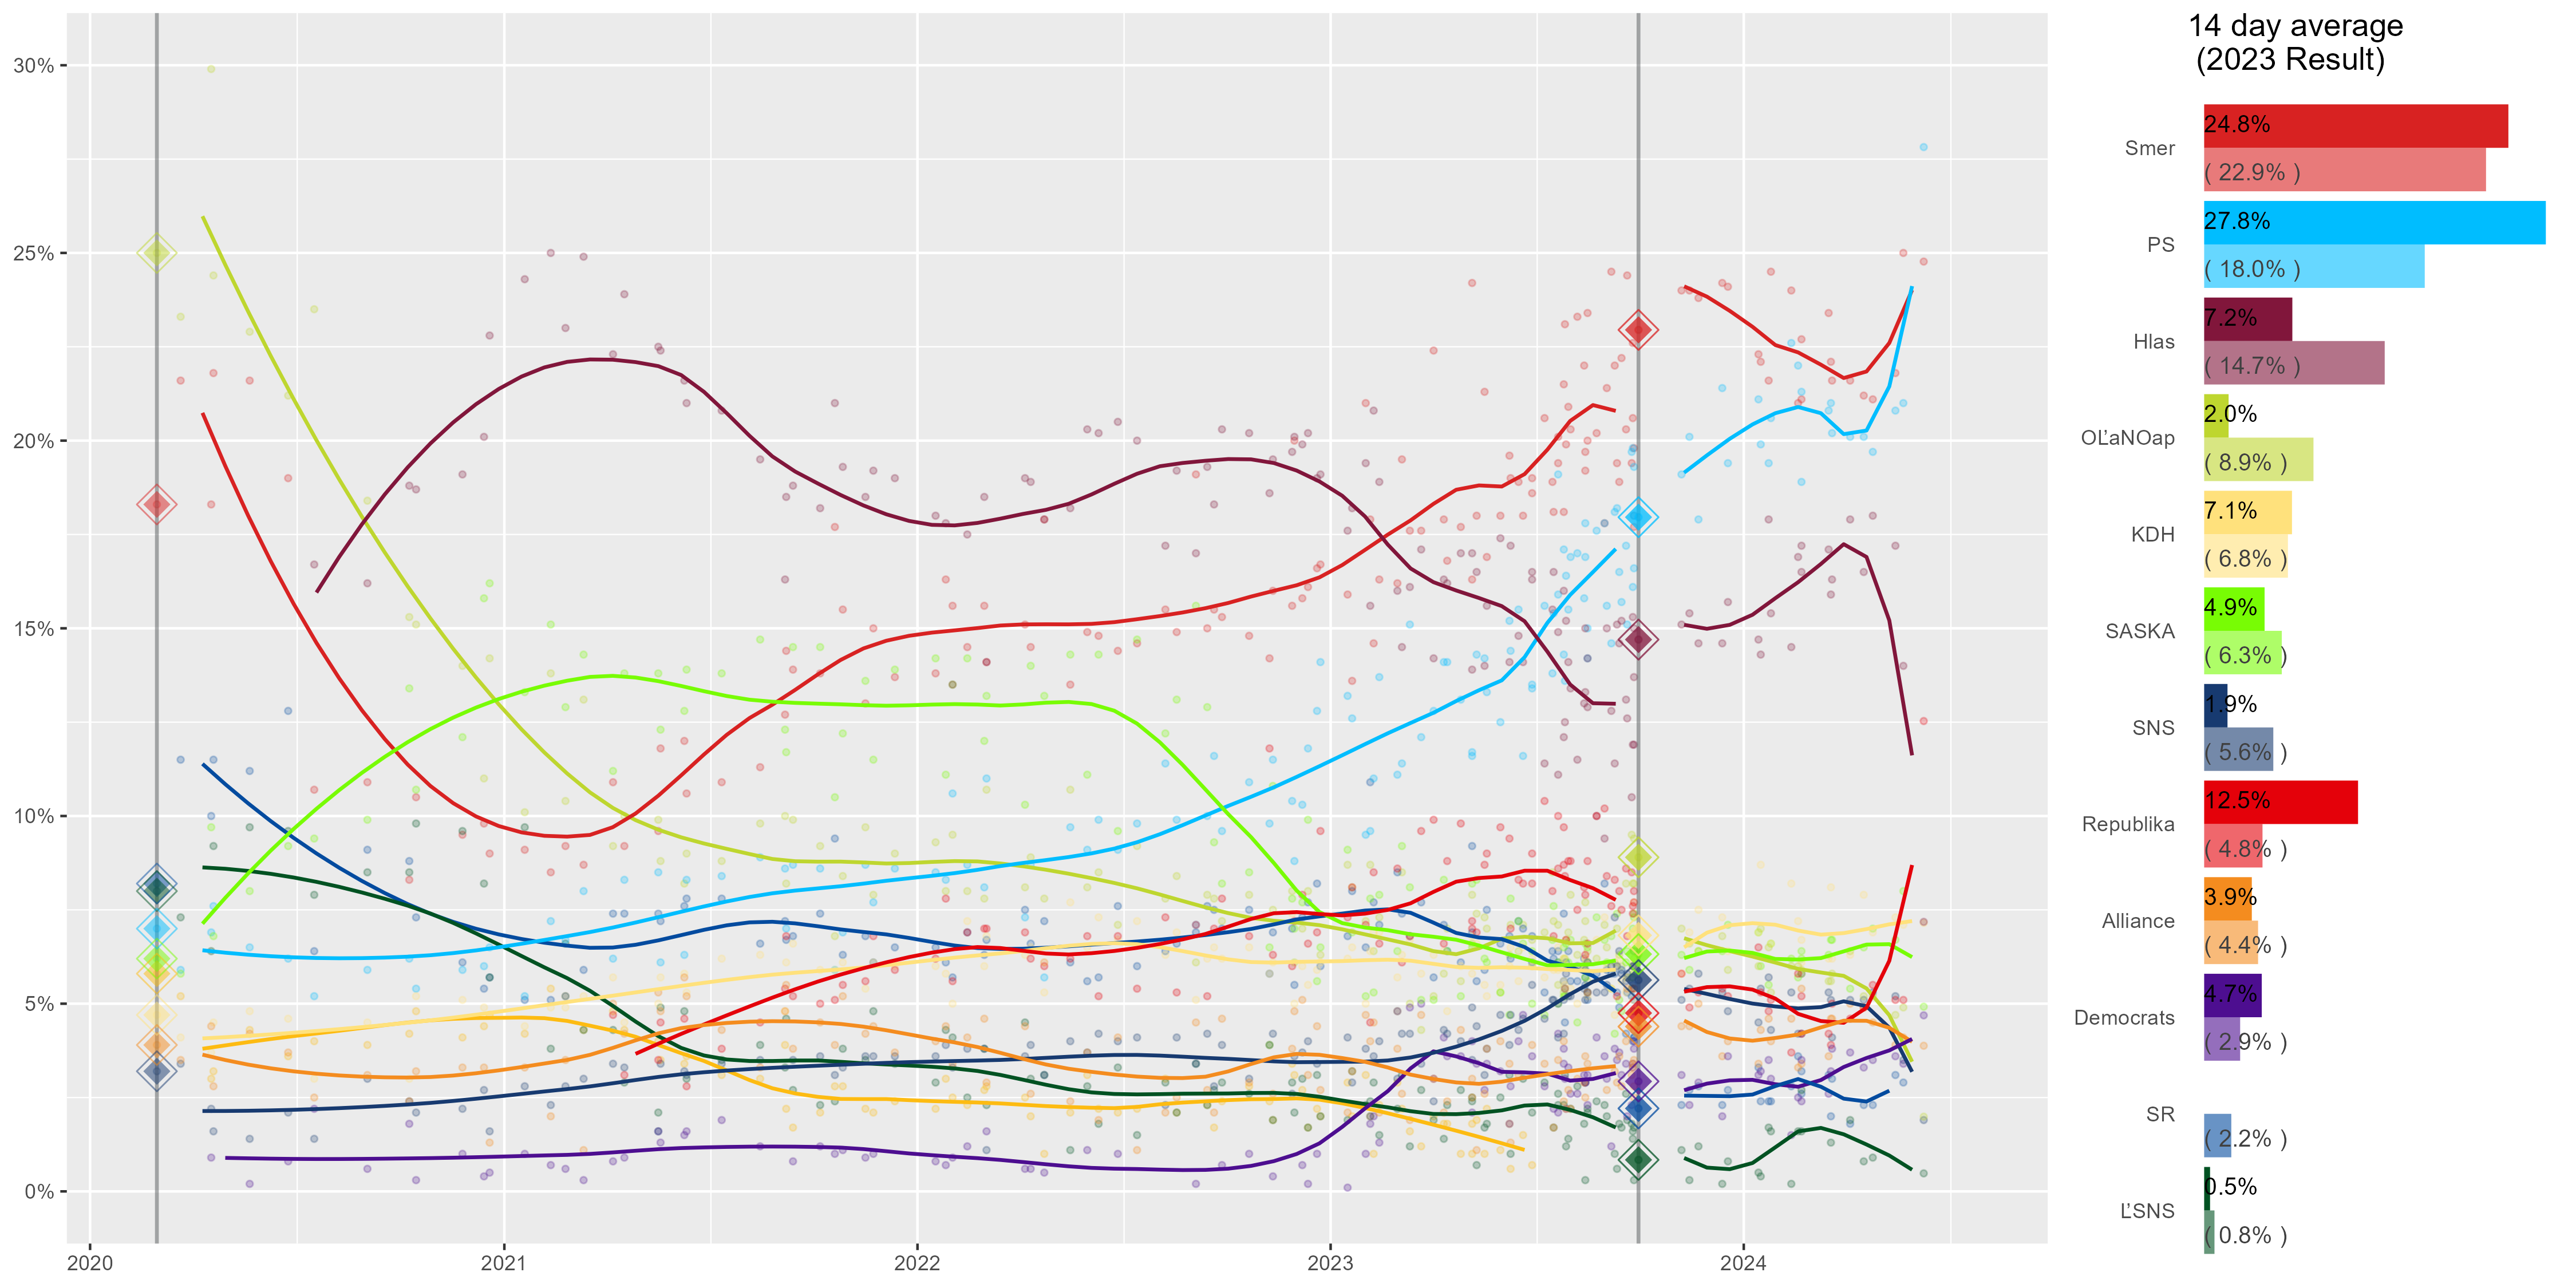 14 day average
(2023 Result)
30%
25%
20%
15%
10%
5%
0%
2020
2021
2022
2023
2024
Smer
24.8%
( 22.9% )
PS
27.8%
( 18.0% )
Hlas
7.2%
( 14.7% )
OĽaNOap
2.0%
( 8.9% )
KDH
7.1%
( 6.8% )
SASKA
4.9%
( 6.3% )
SNS
1.9%
( 5.6% )
Republika
12.5%
( 4.8% )
Alliance
3.9%
( 4.4% )
Democrats
4.7%
( 2.9% )
SR
( 2.2% )
ĽSNS
0.5%
( 0.8% )